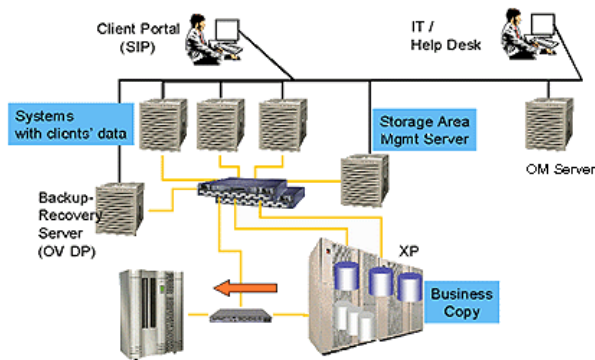 Client Portal
(SIP)
IT /
Help Desk
Systems
with clients' data
Storage Area
Mgmt Server
OM Server
Backup-
Recovery
Server
(OV DP)
XP
Business
Copy